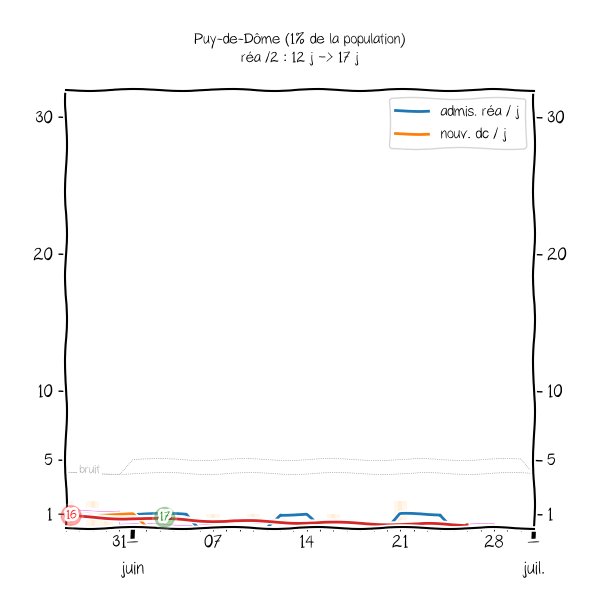 Puy-de-Dôme (1% de la population)
réa /2 : 12 j -> 17 j
admis. réa / j
nouv. dc / j
30 30
20 20
10 10
5 5
bruit
1 16 17 1
31 07 14 21 28
juin juil.